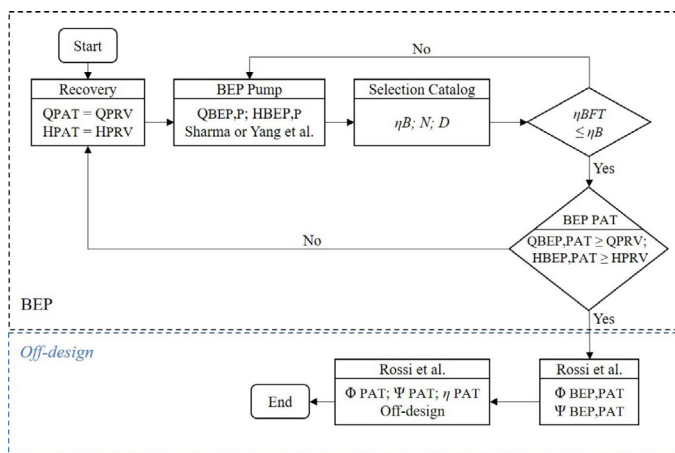 Start
No
Recovery
QPAT = QPRV
HPAT = HPRV
BEP Pump
QBEP,P; HBEP,P
Sharma or Yang et al.
Selection Catalog
ηB; N; D
ηBFT
≤ ηB
Yes
BEP PAT
QBEP,PAT ≥ QPRV;
HBEP,PAT ≥ HPRV
No
BEP
Yes
Off-design
Rossi et al.
Φ BEP,PAT
Ψ BEP,PAT
Rossi et al.
Φ PAT; Ψ PAT; η PAT
Off-design
End